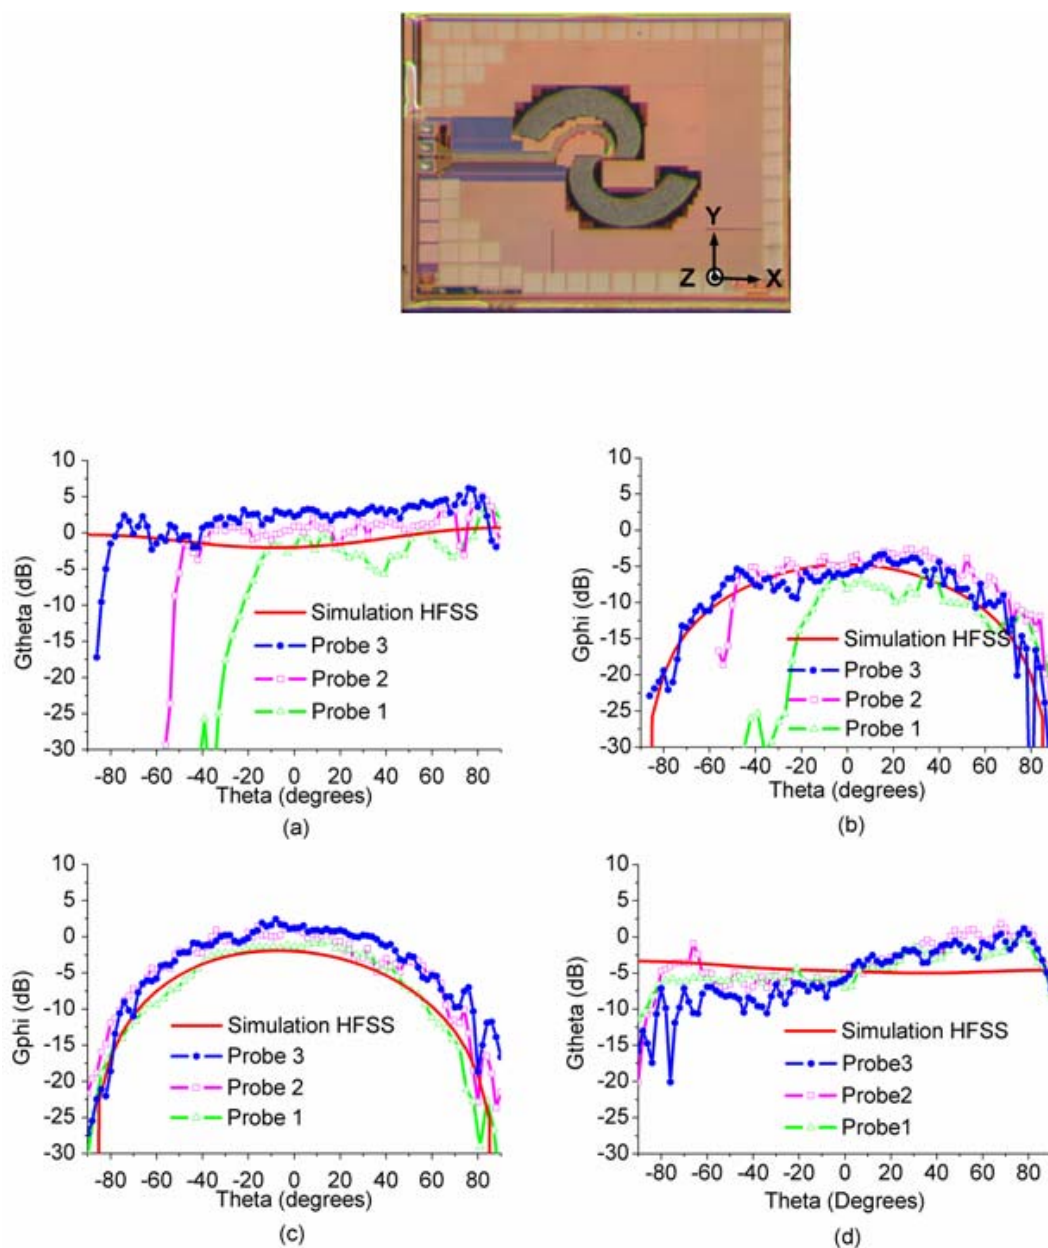 Y
Z X
10
5
0
-5
-10
-15
-20
-25
-30
Gtheta (dB)
Simulation HFSS
Probe 3
Probe 2
Probe 1
-80 -60 -40 -20 0 20 40 60 80
Theta (degrees)
(a)
10
5
0
-5
-10
-15
-20
-25
-30
Gphi (dB)
Simulation HFSS
Probe 3
Probe 2
Probe 1
-80 -60 -40 -20 0 20 40 60 80
Theta (degrees)
(b)
10
5
0
-5
-10
-15
-20
-25
-30
Gphi (dB)
Simulation HFSS
Probe 3
Probe 2
Probe 1
-80 -60 -40 -20 0 20 40 60 80
Theta (degrees)
(c)
10
5
0
-5
-10
-15
-20
-25
-30
Gtheta (dB)
Simulation HFSS
Probe3
Probe2
Probe1
-80 -60 -40 -20 0 20 40 60 80
Theta (Degrees)
(d)